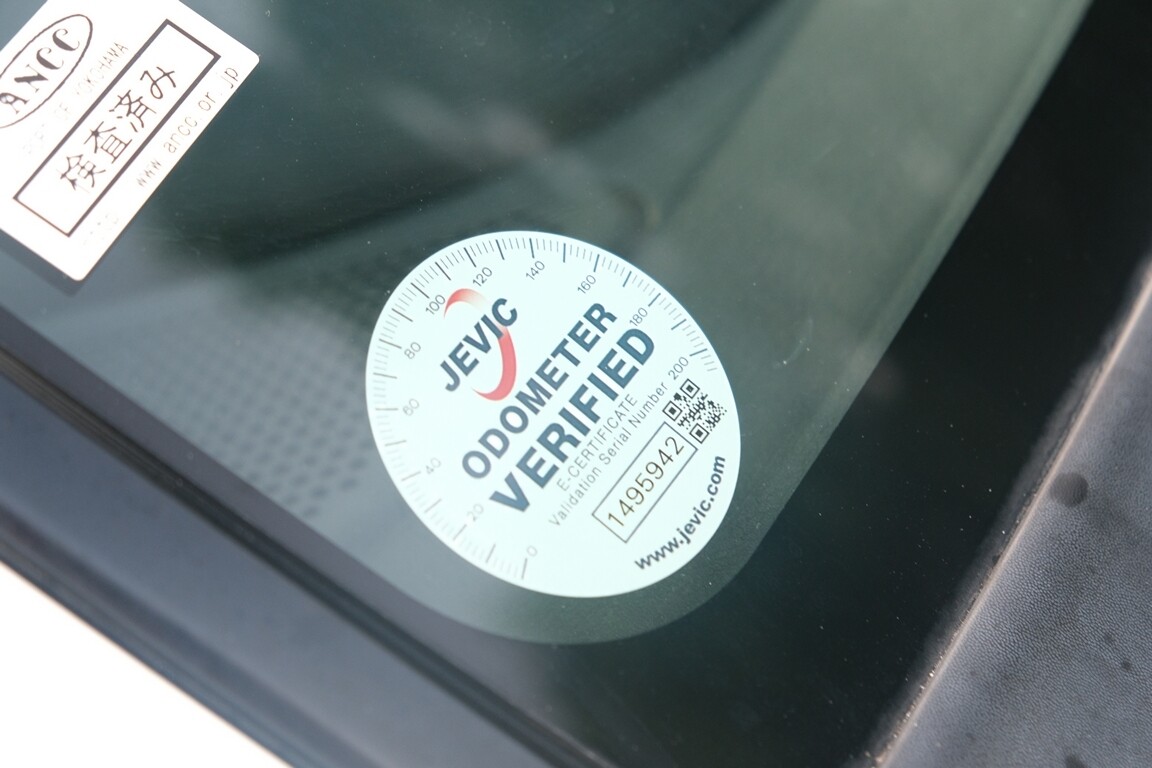 ANCC
検査済み
www.ancc.or.jp
0
20
40
60
80
100
120
140
160
180
200
JEVIC
ODOMETER
VERIFIED
E-CERTIFICATE
Validation Serial Number
1495942
www.jevic.com